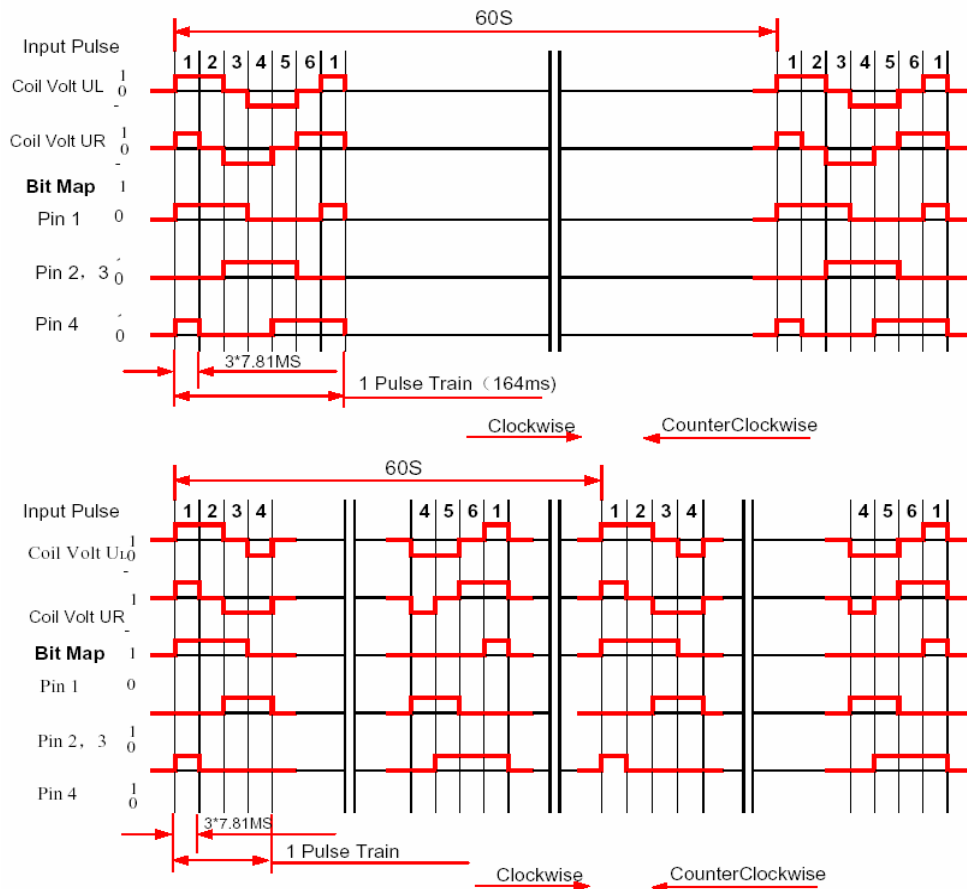 60S
Input Pulse
1 2 3 4 5 6 1 1 2 3 4 5 6 1
Coil Volt UL 1 0 -
Coil Volt UR 1 0 -
Bit Map 1
Pin 1 0
Pin 2, 3 0
Pin 4 0
3*7.81MS
1 Pulse Train (164ms)
Clockwise CounterClockwise
60S
Input Pulse
1 2 3 4 4 5 6 1 1 2 3 4 4 5 6 1
1
Coil Volt UL0
-
1
Coil Volt UR
-
Bit Map 1
Pin 1 0
Pin 2, 3 1 0
Pin 4 1 0
3*7.81MS
1 Pulse Train
Clockwise CounterClockwise